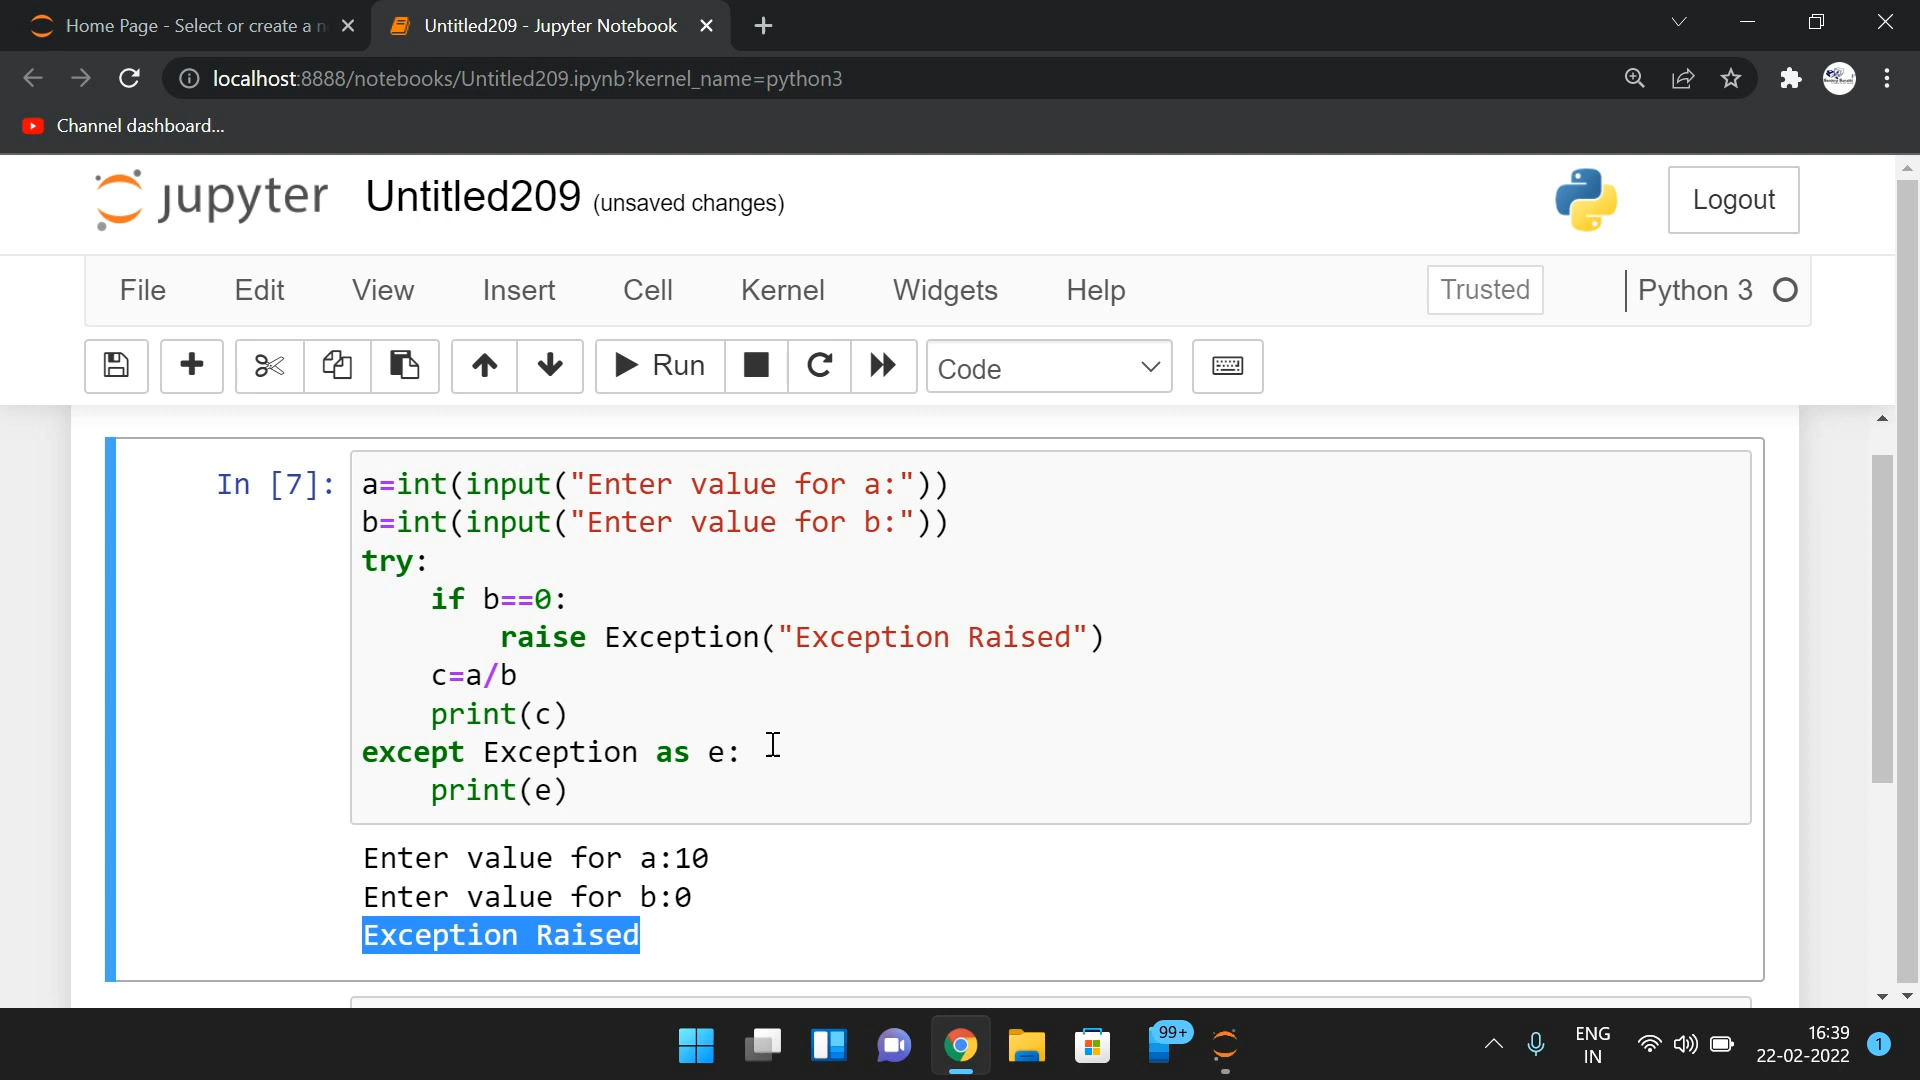 Home Page - Select or create a n
Untitled209 - Jupyter Notebook
localhost:8888/notebooks/Untitled209.ipynb?kernel_name=python3
Channel dashboard...
jupyter Untitled209 (unsaved changes)
Logout
File Edit View Insert Cell Kernel Widgets Help Trusted Python 3
Run Code
In [7]:
a=int(input("Enter value for a:"))
b=int(input("Enter value for b:"))
try:
    if b==0:
        raise Exception("Exception Raised")
    c=a/b
    print(c)
except Exception as e:
    print(e)
Enter value for a:10
Enter value for b:0
Exception Raised
99+
ENG
IN
16:39
22-02-2022
1